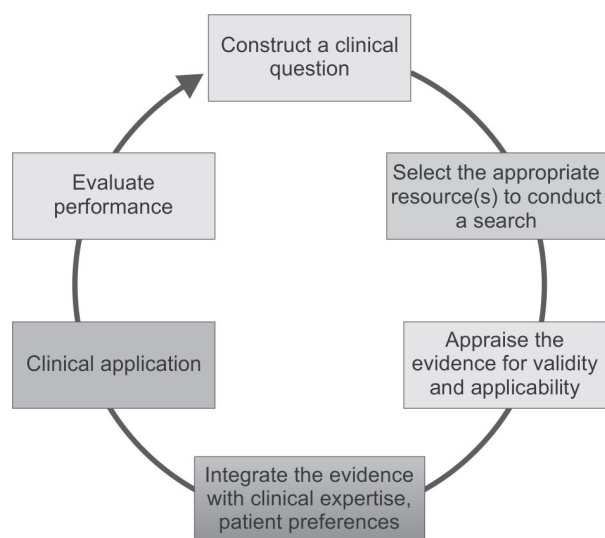 Construct a clinical
question
Select the appropriate
resource(s) to conduct
a search
Appraise the
evidence for validity
and applicability
Integrate the evidence
with clinical expertise,
patient preferences
Clinical application
Evaluate
performance